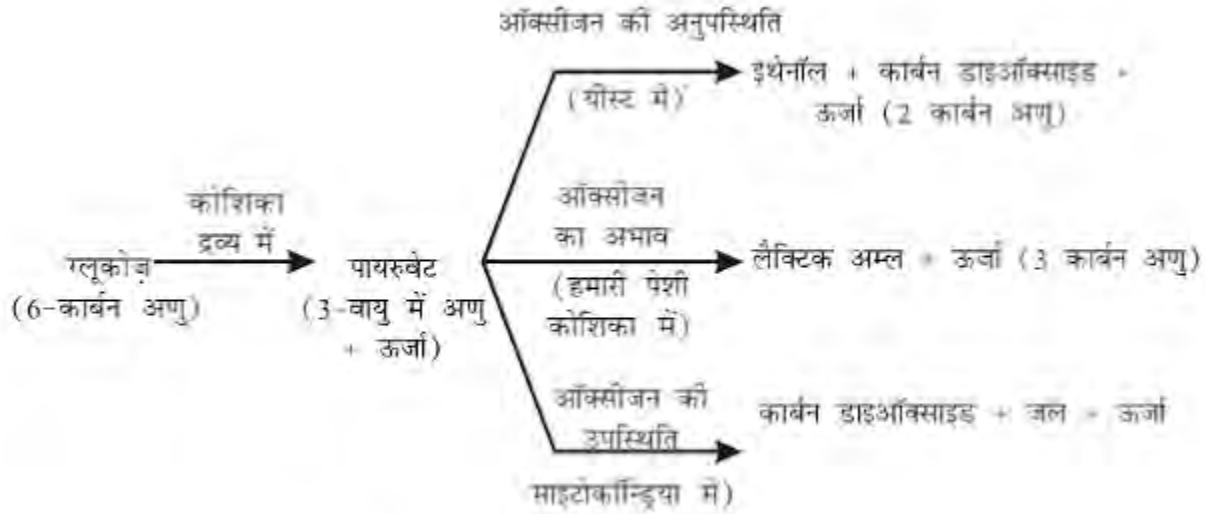 ऑक्सीजन की अनुपस्थिति
(यीस्ट में)
इथेनॉल + कार्बन डाइऑक्साइड +
ऊर्जा (2 कार्बन अणु)
कोशिका
द्रव्य में
ग्लूकोज़
(6-कार्बन अणु)
पायरुवेट
(3-वायु में अणु
+ ऊर्जा)
ऑक्सीजन
का अभाव
(हमारी पेशी
कोशिका में)
लैक्टिक अम्ल + ऊर्जा (3 कार्बन अणु)
ऑक्सीजन की
उपस्थिति
माइटोकॉन्ड्रिया में)
कार्बन डाइऑक्साइड + जल + ऊर्जा